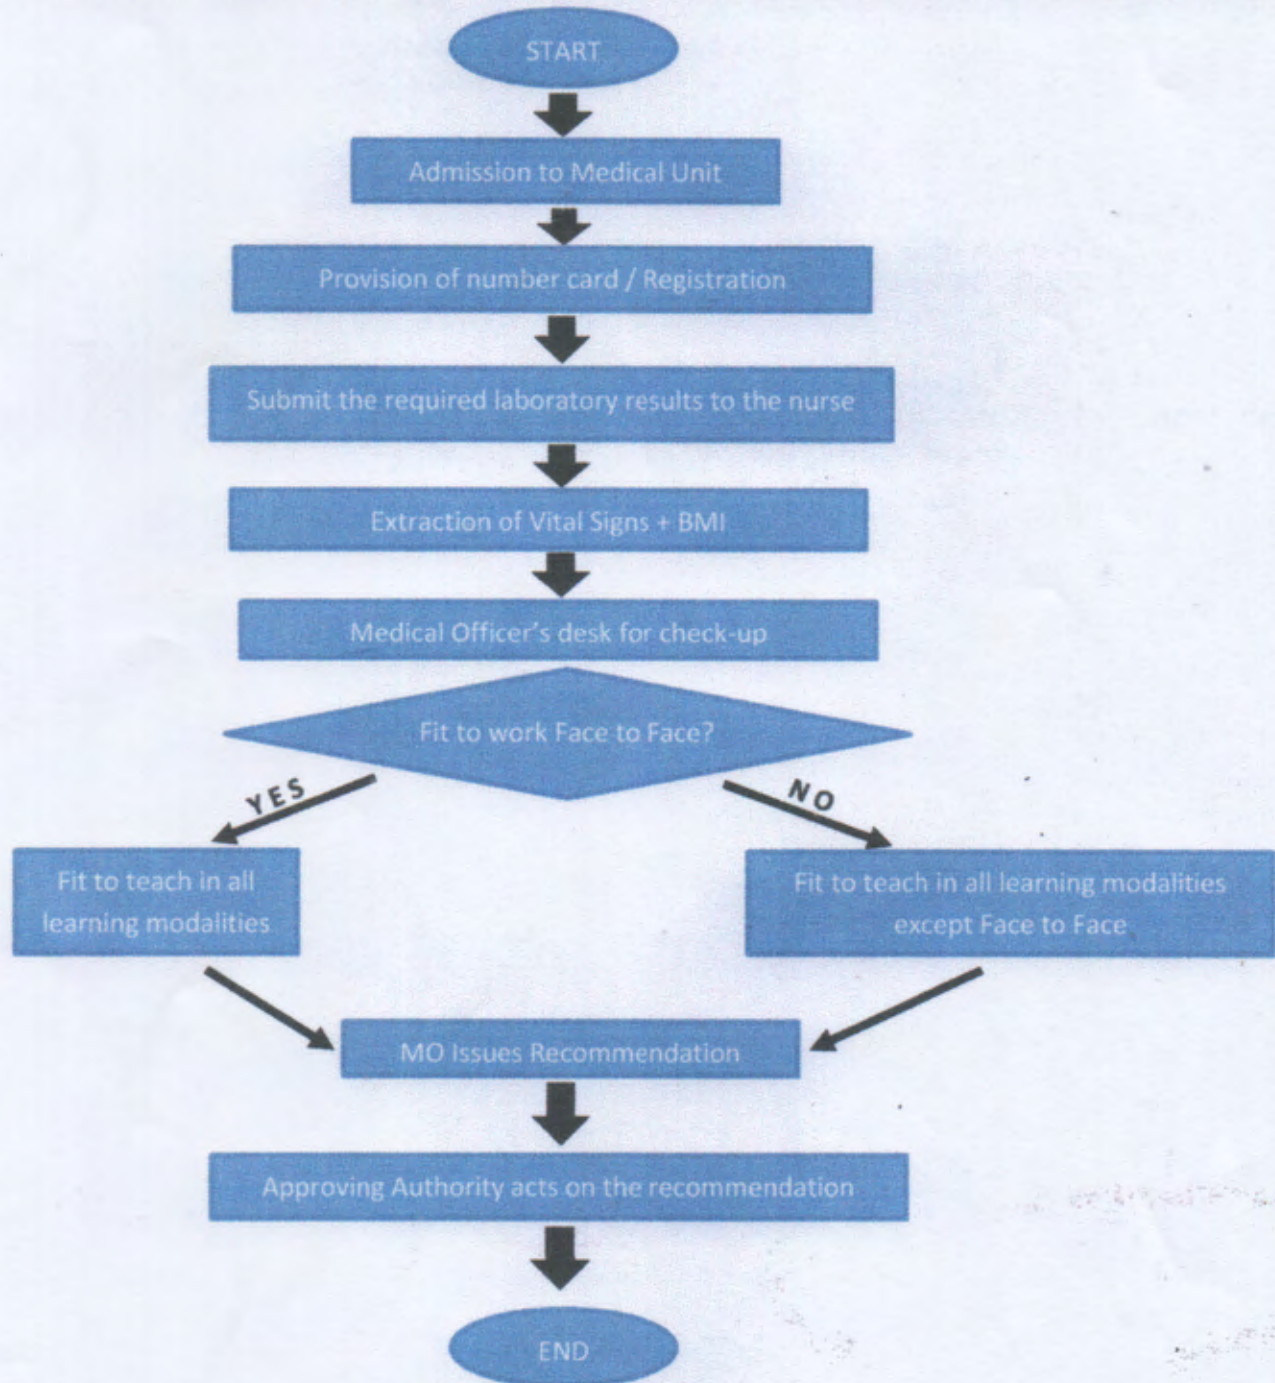 START
Admission to Medical Unit
Provision of number card / Registration
Submit the required laboratory results to the nurse
Extraction of Vital Signs + BMI
Medical Officer's desk for check-up
Fit to work Face to Face?
YES
NO
Fit to teach in all
learning modalities
Fit to teach in all learning modalities
except Face to Face
MO Issues Recommendation
Approving Authority acts on the recommendation
END